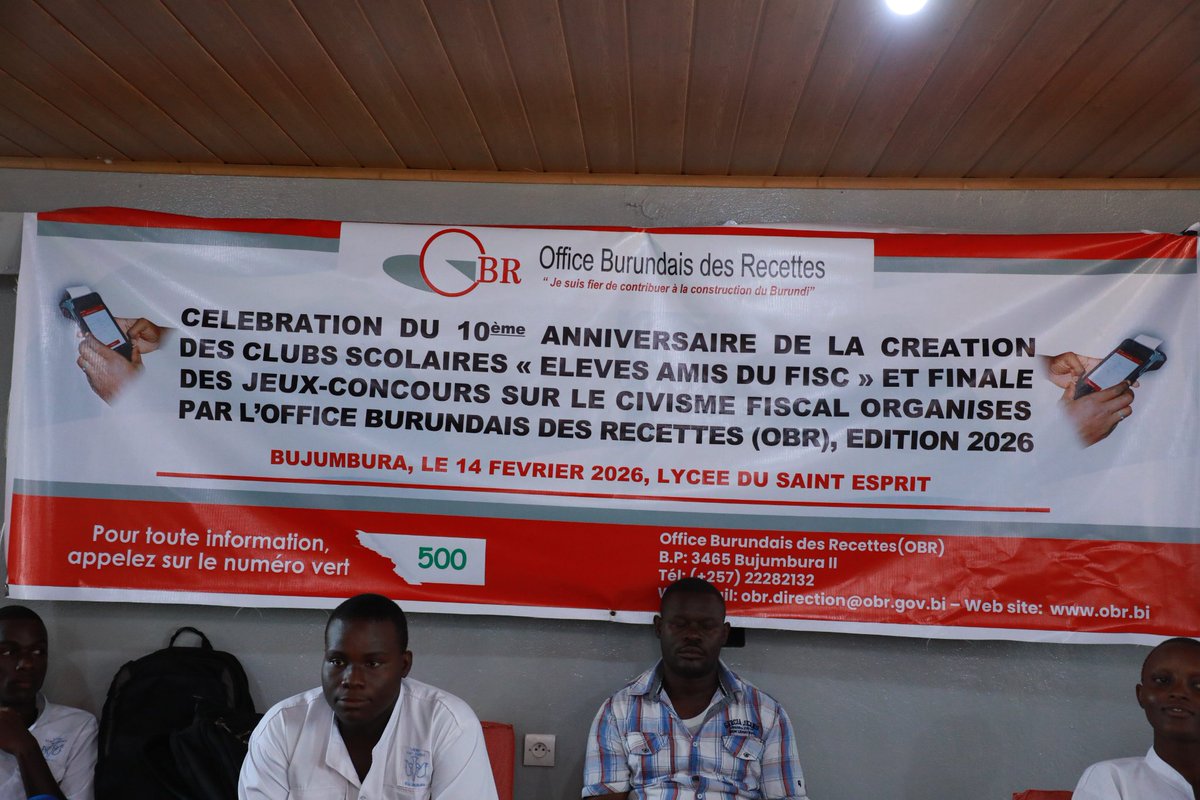 OBR
Office Burundais des Recettes
“Je suis fier de contribuer à la construction du Burundi”
CELEBRATION DU 10ème ANNIVERSAIRE DE LA CREATION
DES CLUBS SCOLAIRES « ELEVES AMIS DU FISC » ET FINALE
DES JEUX-CONCOURS SUR LE CIVISME FISCAL ORGANISES
PAR L’OFFICE BURUNDAIS DES RECETTES (OBR), EDITION 2026
BUJUMBURA, LE 14 FEVRIER 2026, LYCEE DU SAINT ESPRIT
Pour toute information,
appelez sur le numéro vert
500
Office Burundais des Recettes(OBR)
B.P: 3465 Bujumbura II
Tél: (+257) 22282132
obr.direction@obr.gov.bi – Web site: www.obr.bi